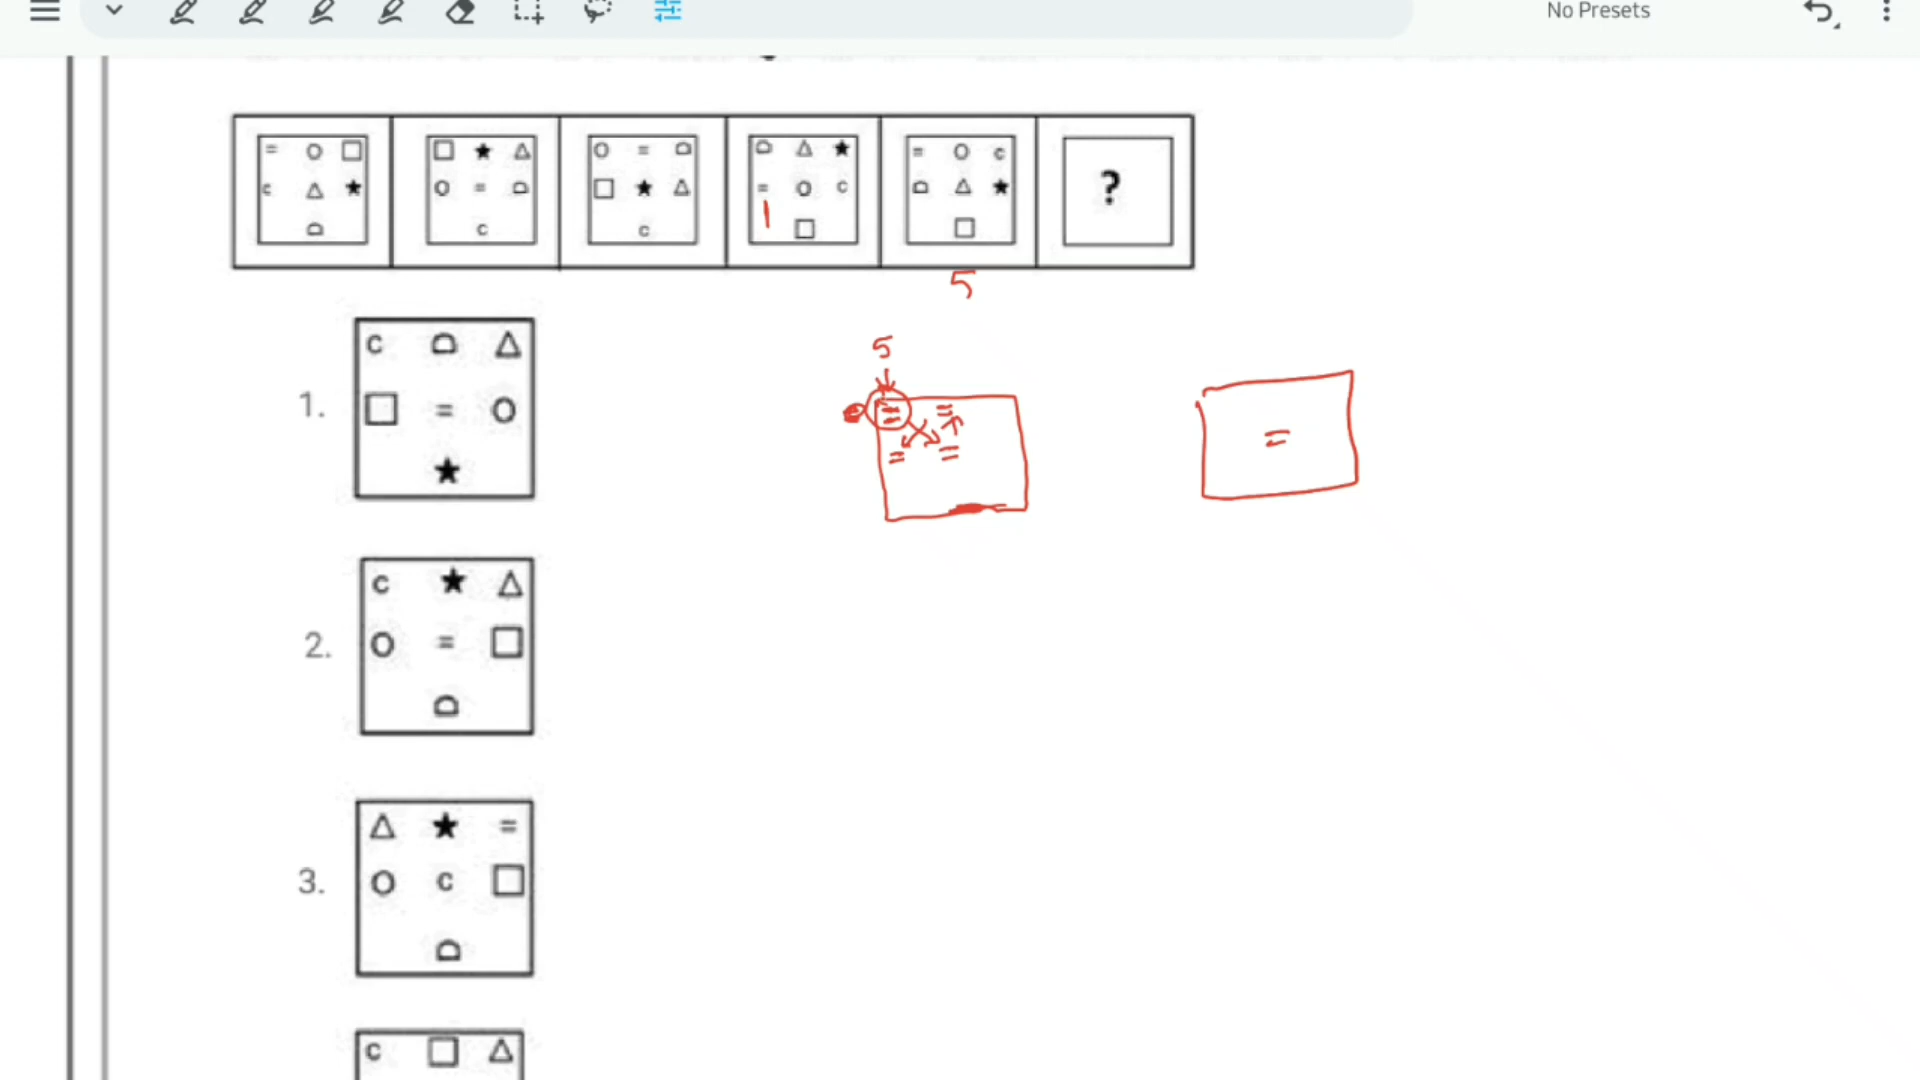 No Presets
= O □ □ ★ △ O = D D △ ★ = O C
C △ ★ O = D □ ★ △ = O C D △ ★ ?
D C C | □ □
5
5
C D △
1. □ = O
★
= =
= =
=
C ★ △
2. O = □
D
△ ★ =
3. O C □
D
C □ △